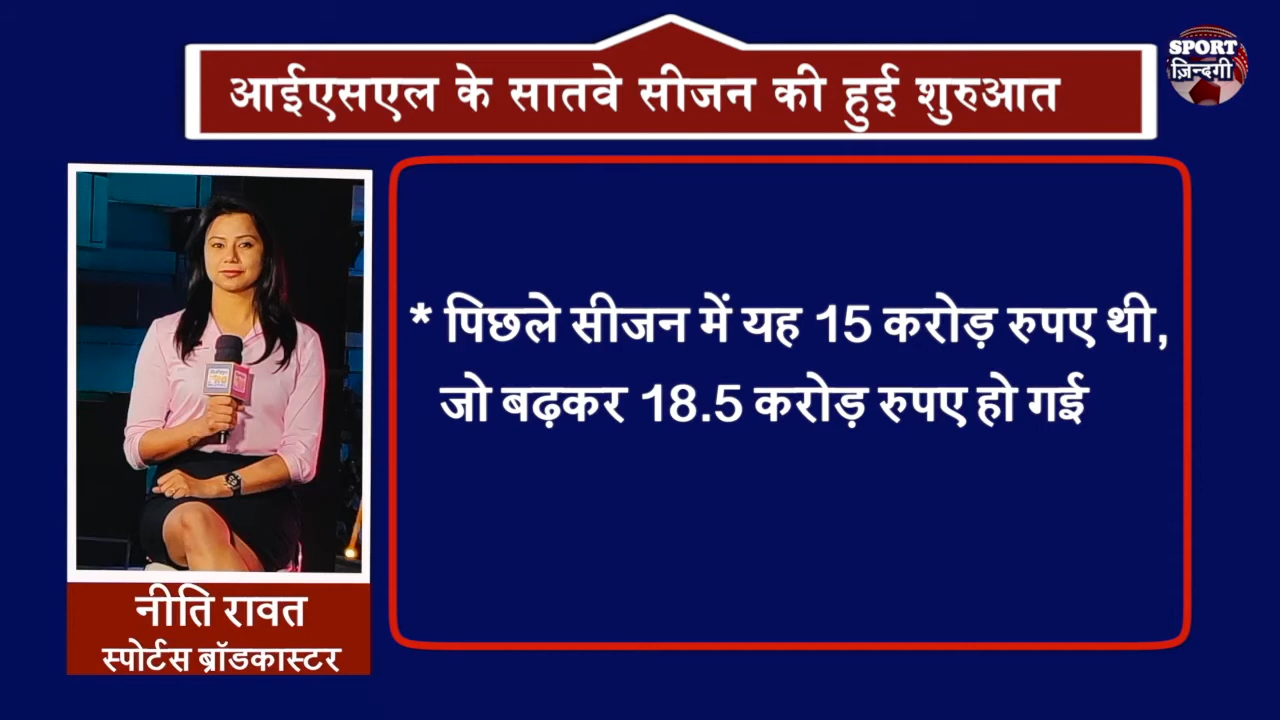 आईएसएल के सातवे सीजन की हुई शुरुआत
SPORT
ज़िन्दगी
* पिछले सीजन में यह 15 करोड़ रुपए थी,
जो बढ़कर 18.5 करोड़ रुपए हो गई
नीति रावत
स्पोर्टस ब्रॉडकास्टर